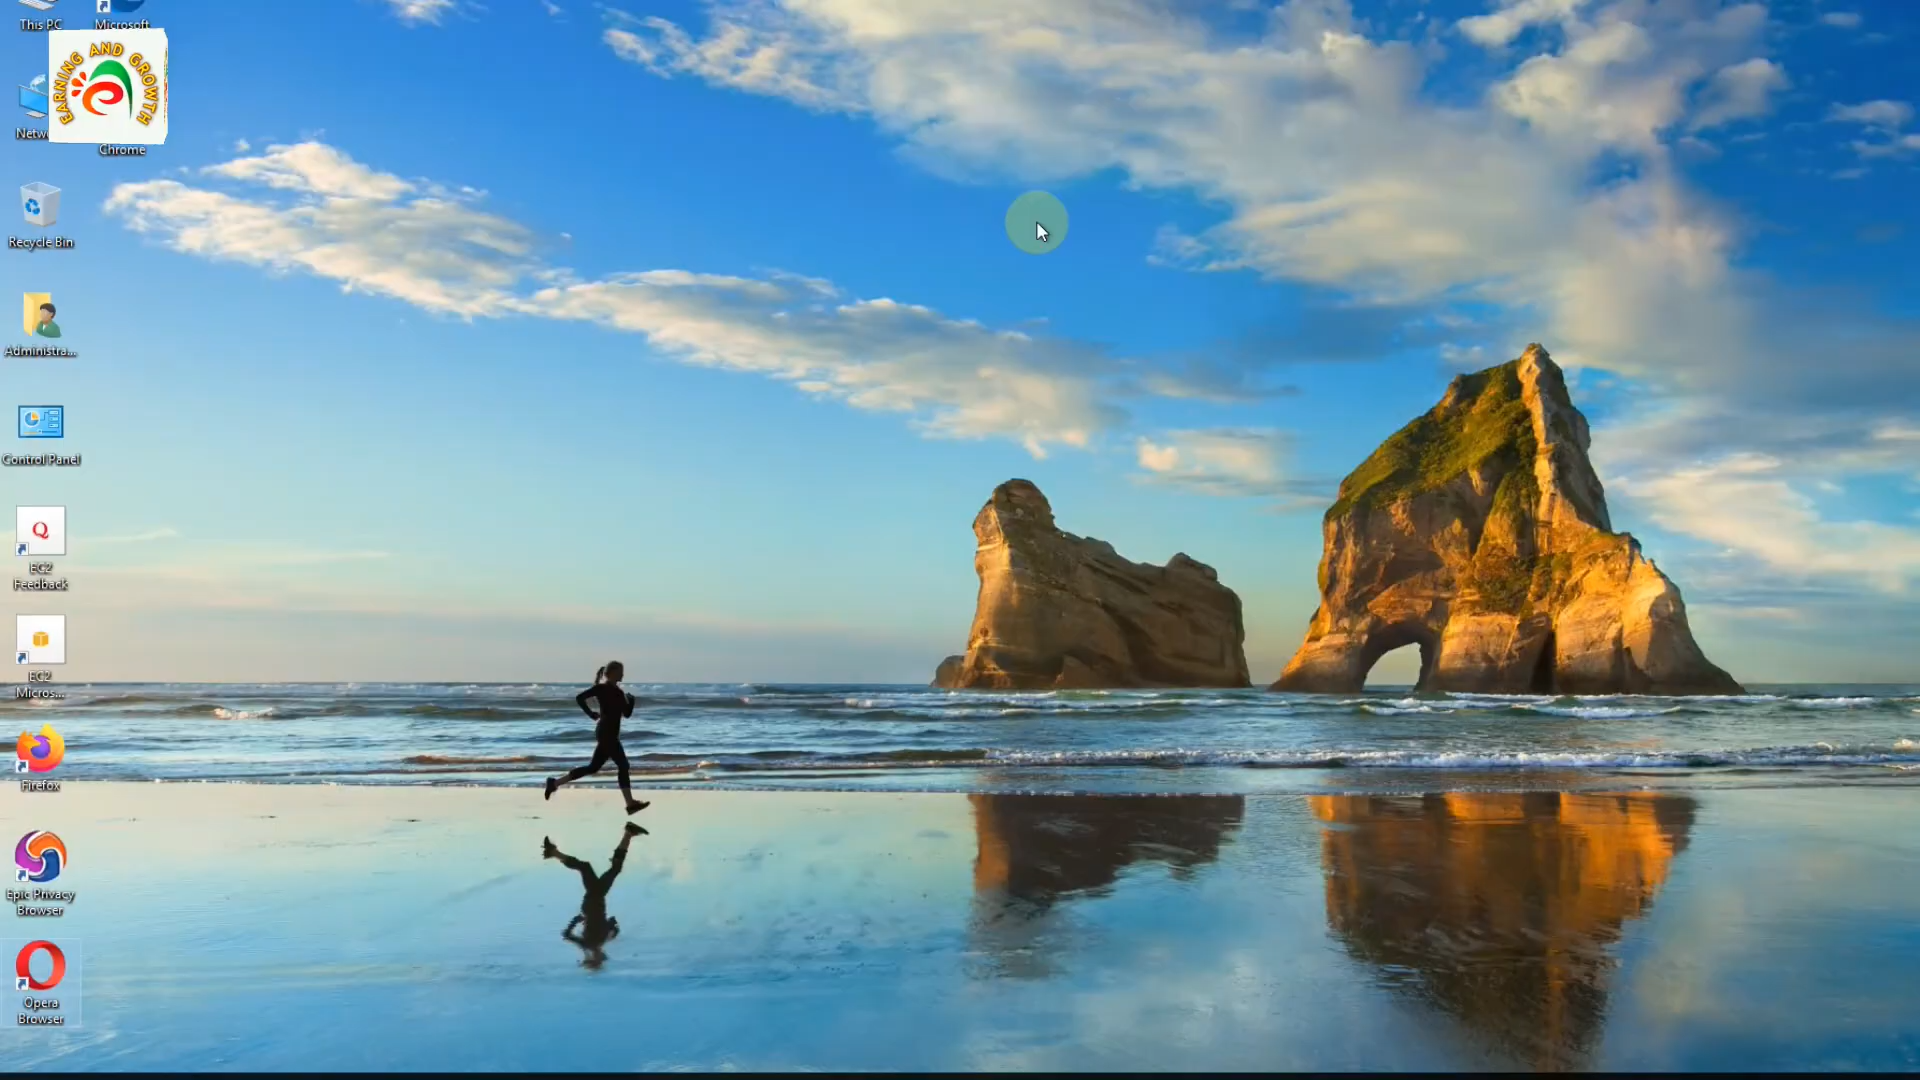 This PC
Microsoft
EARNING AND GROWTH
Netw
Chrome
Recycle Bin
Administra...
Control Panel
Q
EC2
Feedback
EC2
Micros...
Firefox
Epic Privacy
Browser
Opera
Browser